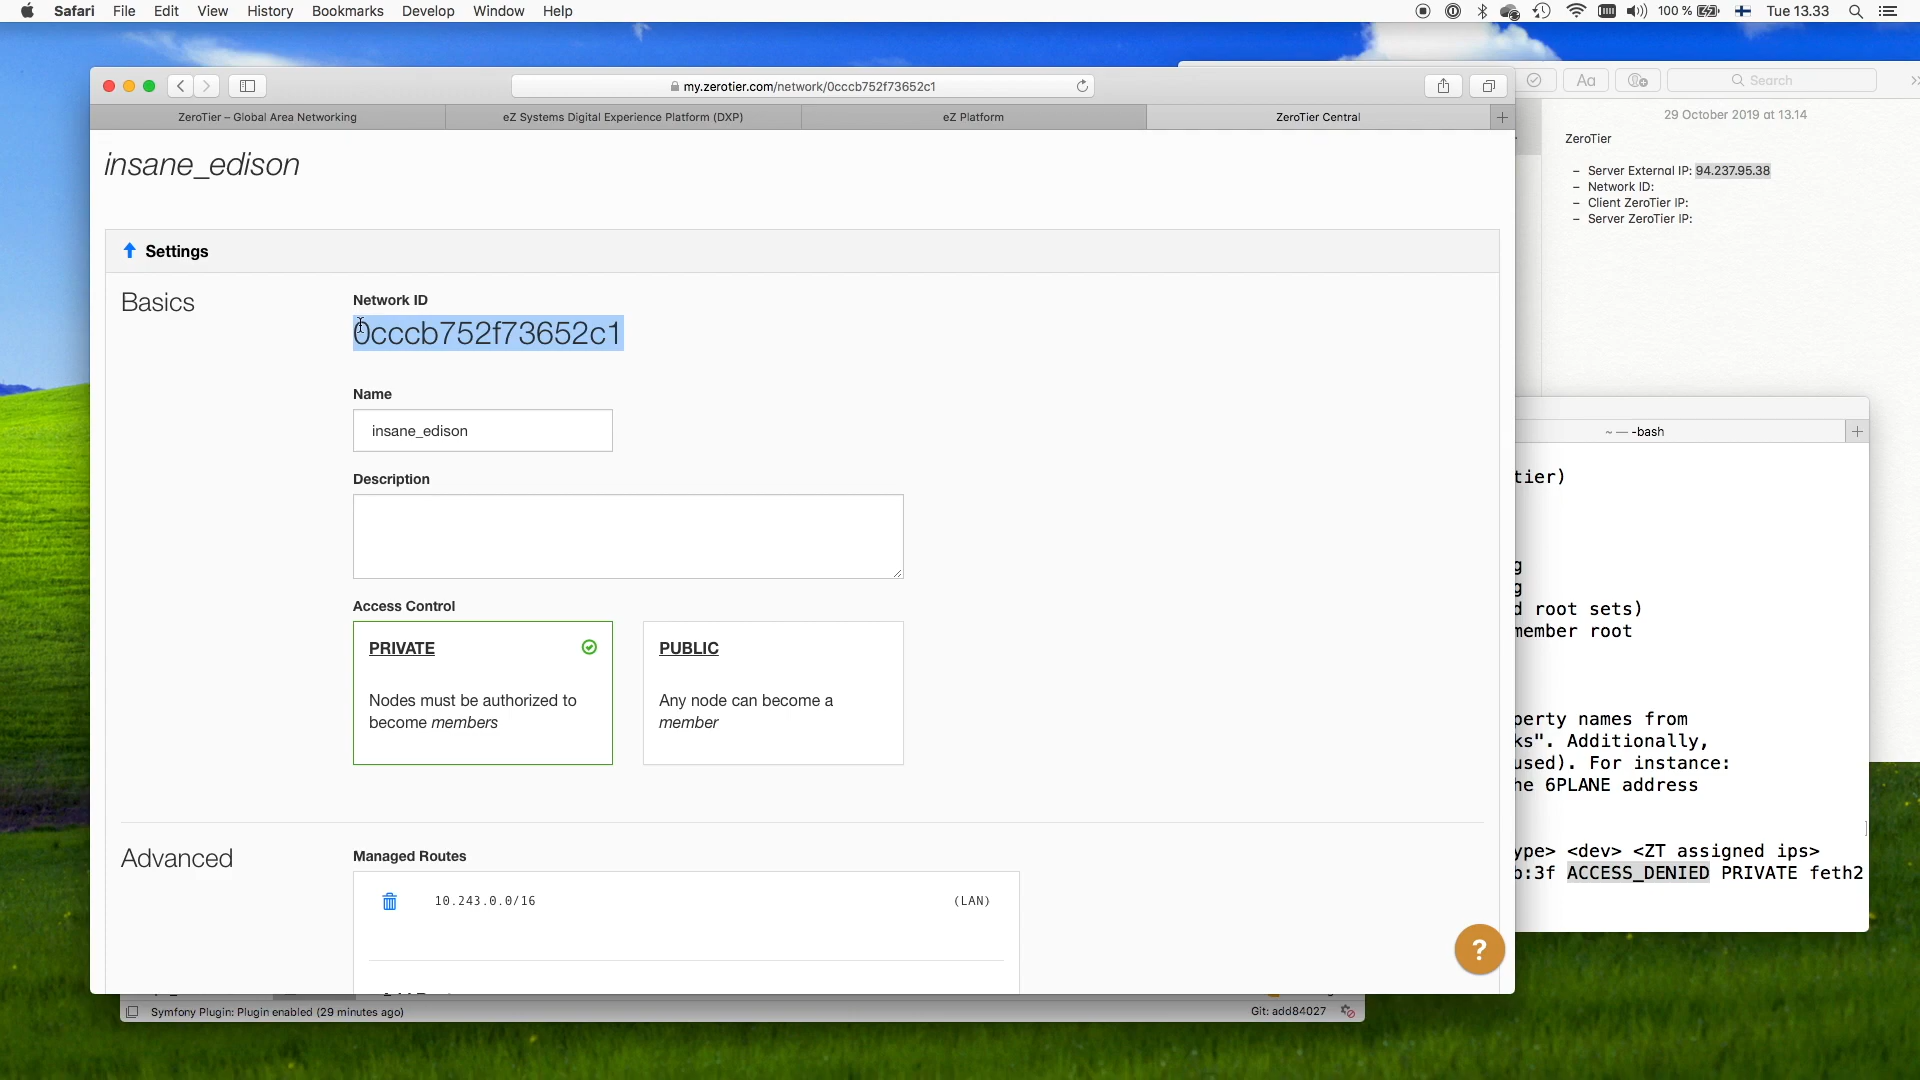 Safari File Edit View History Bookmarks Develop Window Help 100 % Tue 13.33
my.zerotier.com/network/0cccb752f73652c1
Aa Search
ZeroTier – Global Area Networking eZ Systems Digital Experience Platform (DXP) eZ Platform ZeroTier Central
29 October 2019 at 13.14
ZeroTier
– Server External IP: 94.237.95.38
– Network ID:
– Client ZeroTier IP:
– Server ZeroTier IP:
insane_edison
Settings
Basics
Network ID
0cccb752f73652c1
Name
insane_edison
Description
Access Control
PRIVATE
Nodes must be authorized to
become members
PUBLIC
Any node can become a
member
Advanced
Managed Routes
10.243.0.0/16 (LAN)
?
~ — -bash
tier)
g
g
d root sets)
member root
perty names from
ks". Additionally,
used). For instance:
he 6PLANE address
ype> <dev> <ZT assigned ips>
b:3f ACCESS_DENIED PRIVATE feth2
Symfony Plugin: Plugin enabled (29 minutes ago) Git: add84027